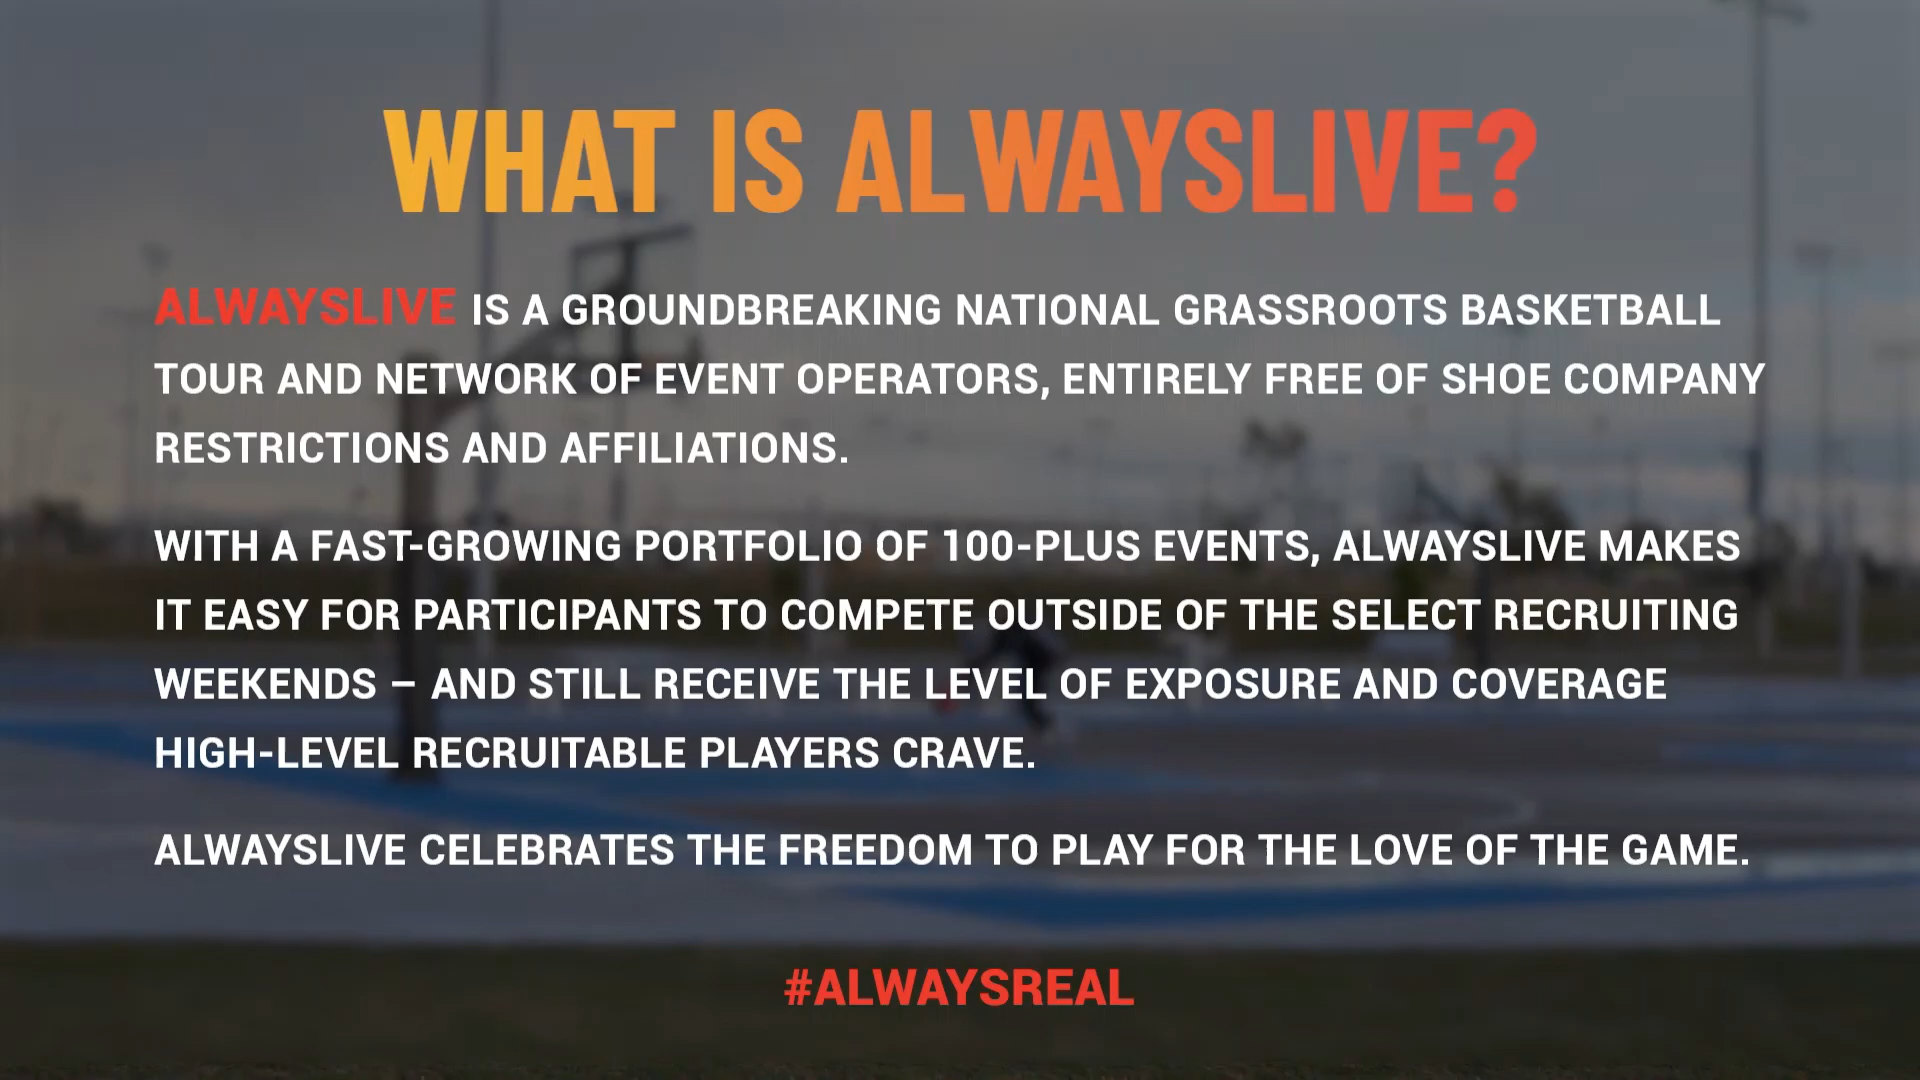 WHAT IS ALWAYSLIVE?
ALWAYSLIVE IS A GROUNDBREAKING NATIONAL GRASSROOTS BASKETBALL
TOUR AND NETWORK OF EVENT OPERATORS, ENTIRELY FREE OF SHOE COMPANY
RESTRICTIONS AND AFFILIATIONS.
WITH A FAST-GROWING PORTFOLIO OF 100-PLUS EVENTS, ALWAYSLIVE MAKES
IT EASY FOR PARTICIPANTS TO COMPETE OUTSIDE OF THE SELECT RECRUITING
WEEKENDS – AND STILL RECEIVE THE LEVEL OF EXPOSURE AND COVERAGE
HIGH-LEVEL RECRUITABLE PLAYERS CRAVE.
ALWAYSLIVE CELEBRATES THE FREEDOM TO PLAY FOR THE LOVE OF THE GAME.
#ALWAYSREAL